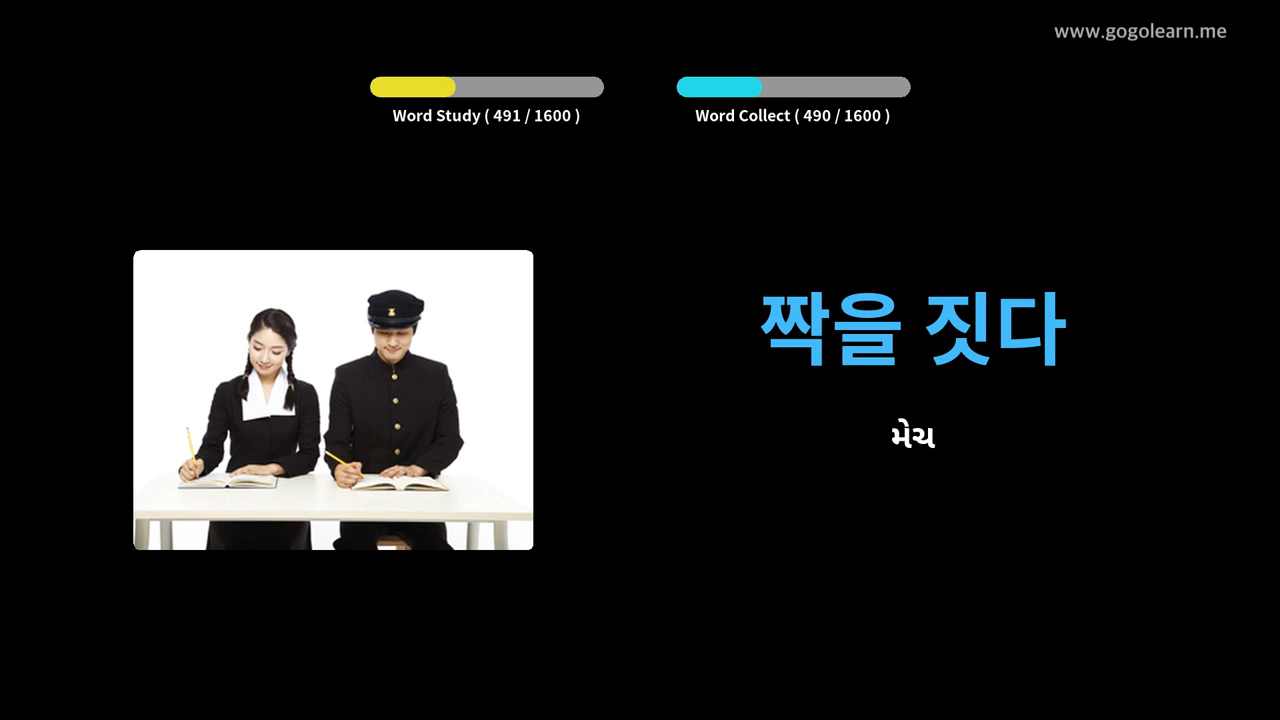 www.gogolearn.me
Word Study ( 491 / 1600 )
Word Collect ( 490 / 1600 )
짝을 짓다
મેચ